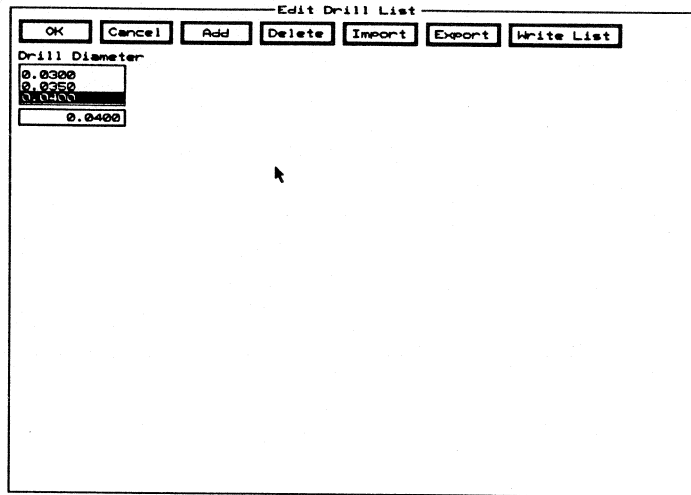 Edit Drill List
OK Cancel Add Delete Import Export Write List
Drill Diameter
0.0300
0.0350
0.0400
0.0400